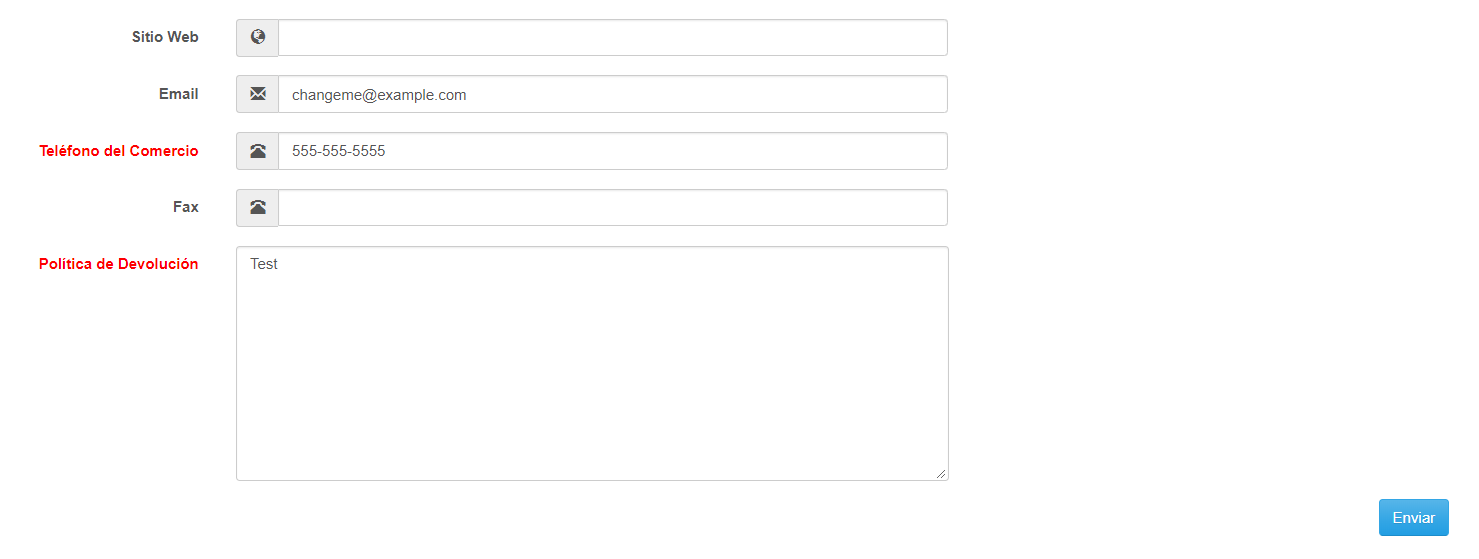 Sitio Web
Email
changeme@example.com
Teléfono del Comercio
555-555-5555
Fax
Política de Devolución
Test
Enviar